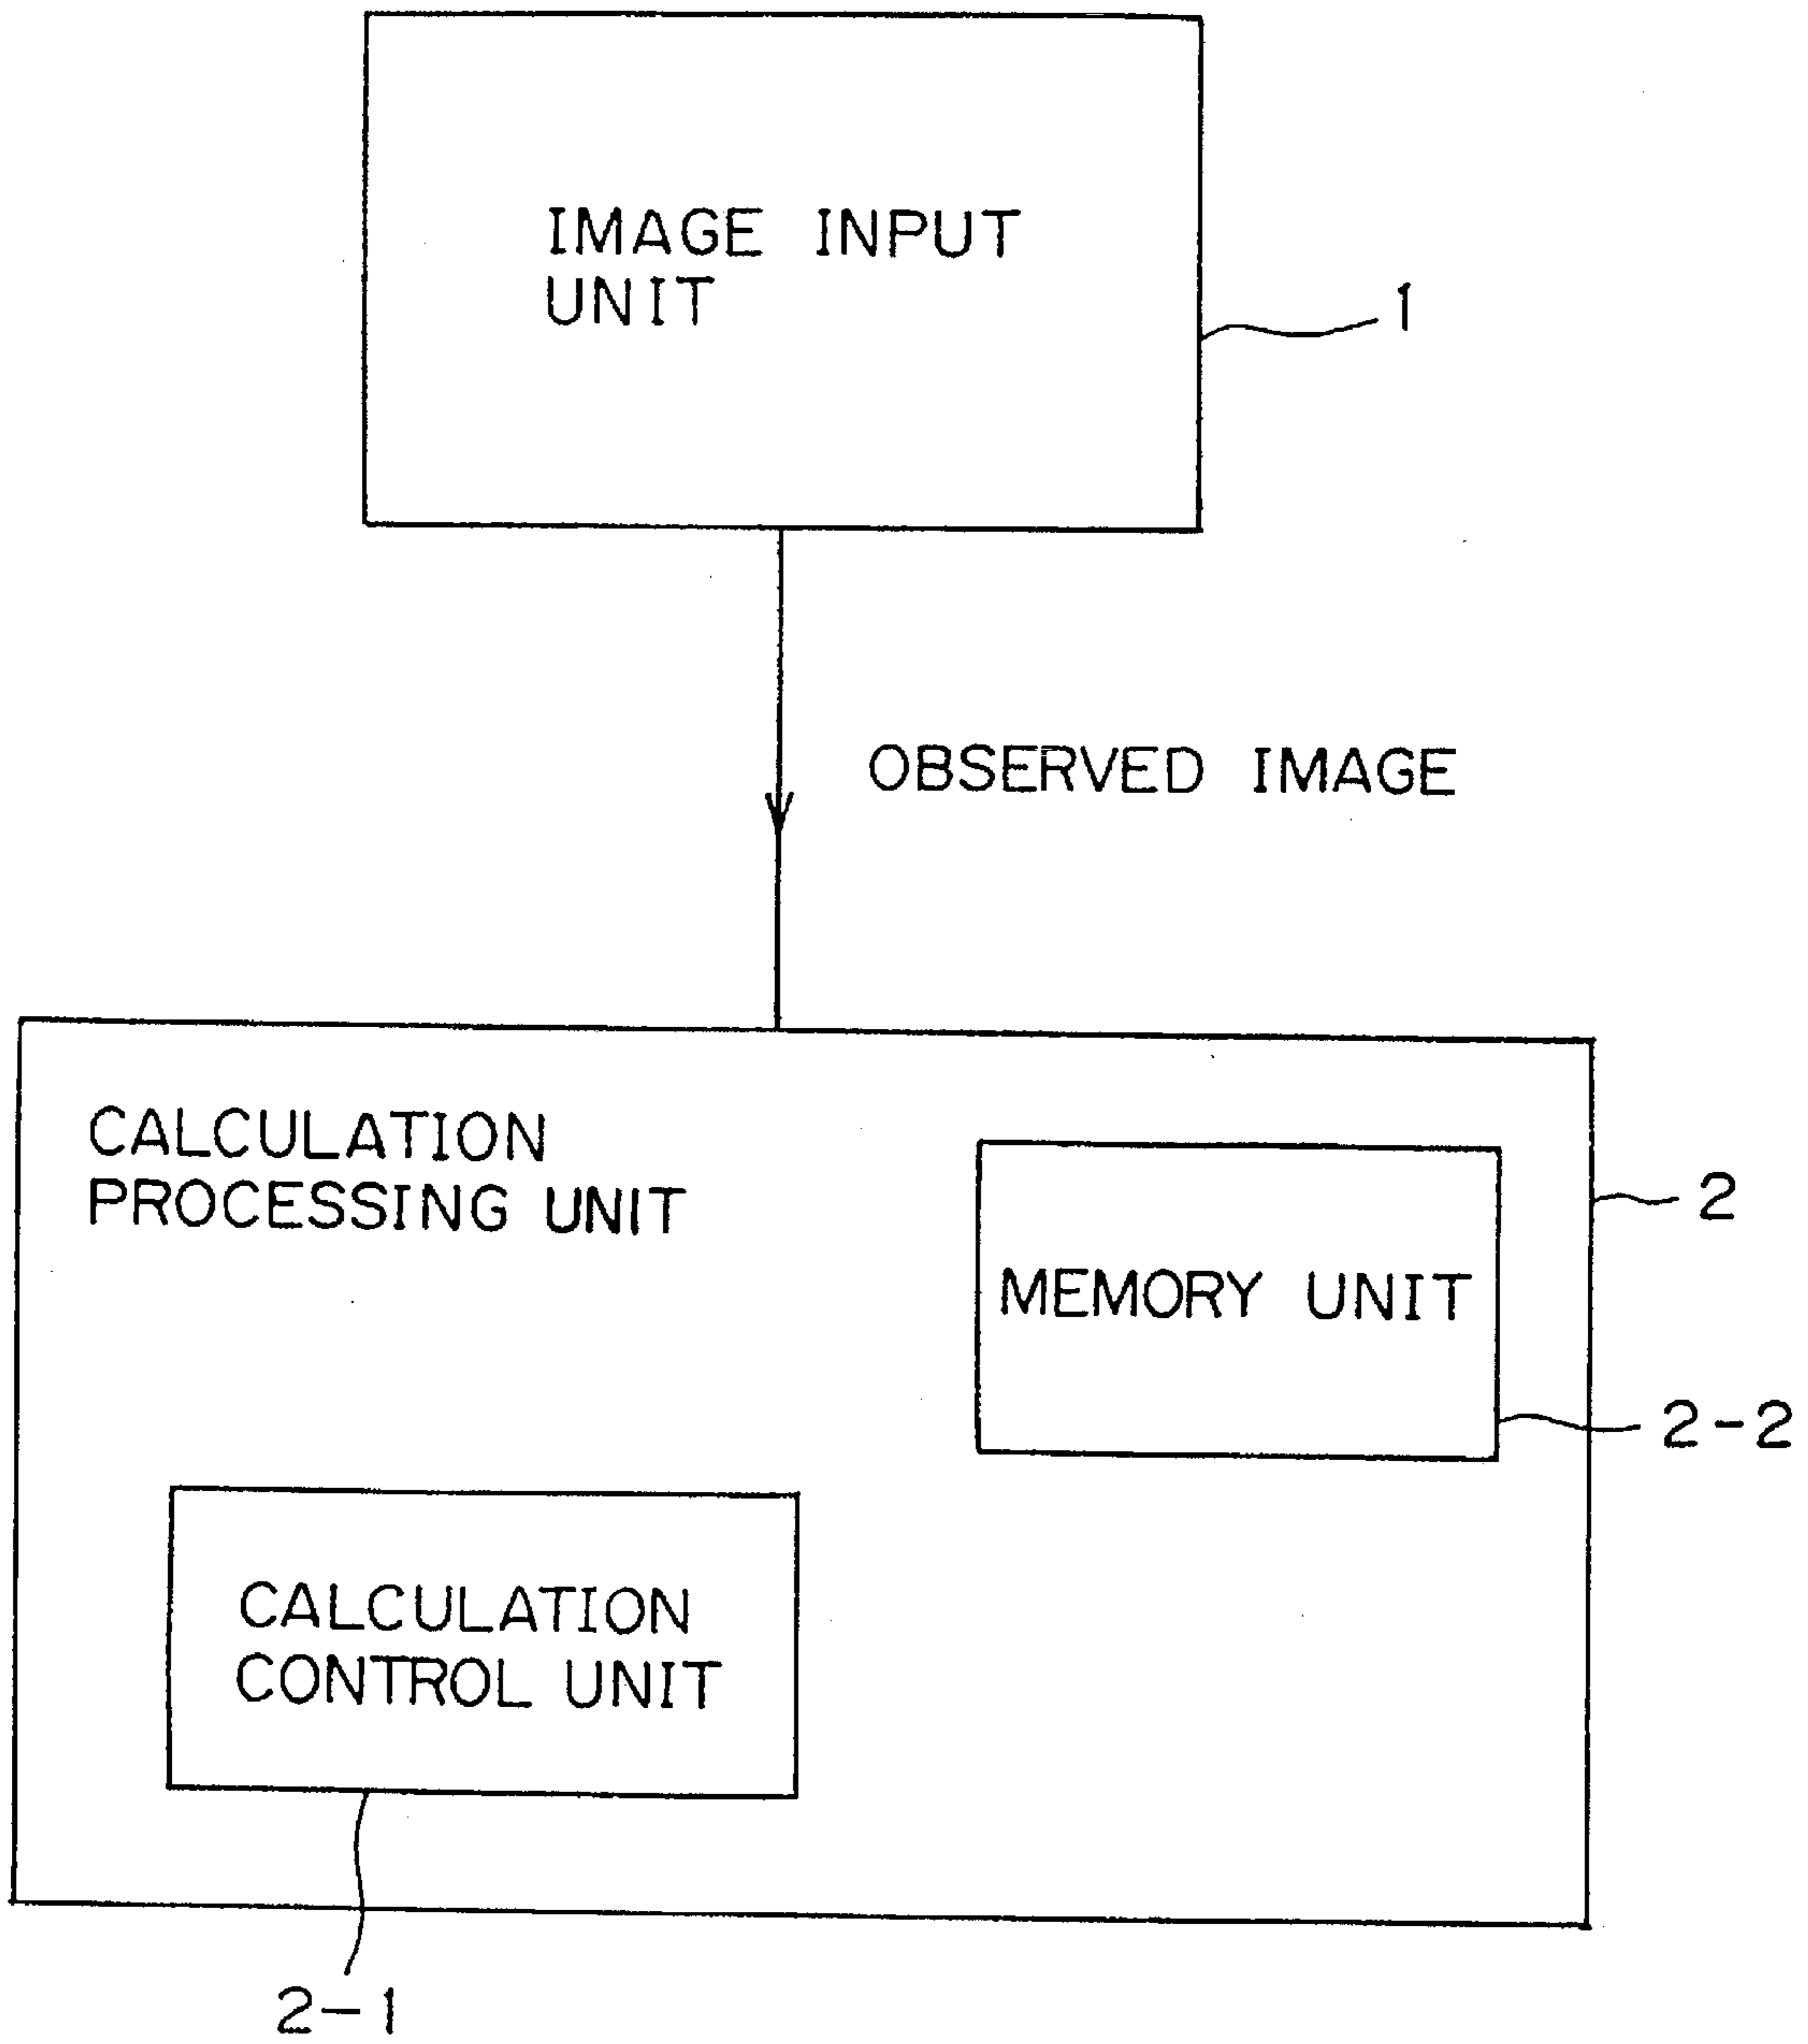 IMAGE INPUT
UNIT
1
OBSERVED IMAGE
CALCULATION
PROCESSING UNIT
2
MEMORY UNIT
2-2
CALCULATION
CONTROL UNIT
2-1